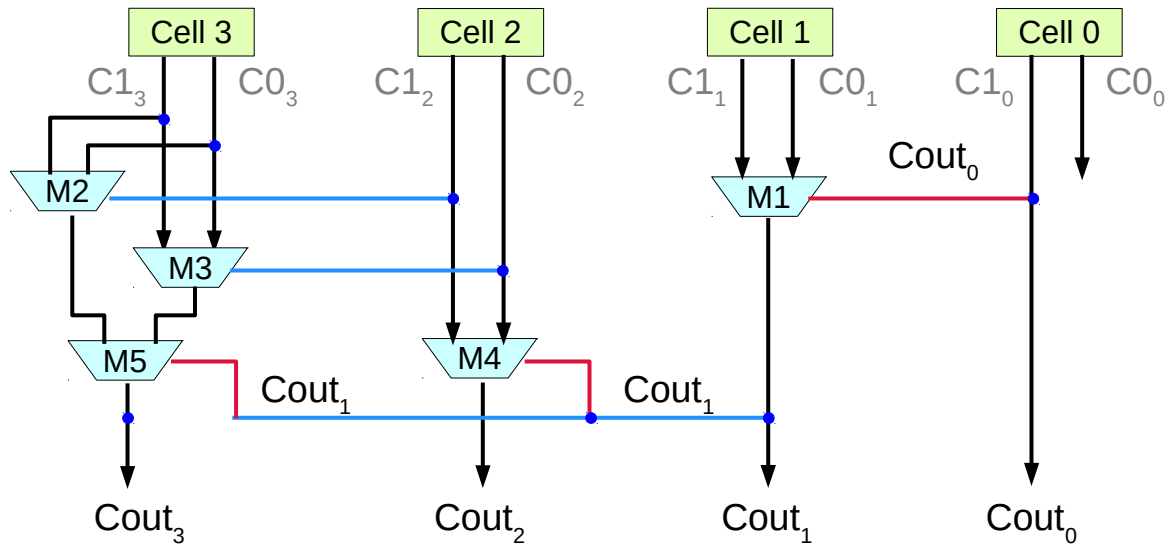 Cell 3 Cell 2 Cell 1 Cell 0
C1₃ C0₃ C1₂ C0₂ C1₁ C0₁ C1₀ C0₀
Cout₀
M2 M1
M3
M5 M4
Cout₁ Cout₁
Cout₃ Cout₂ Cout₁ Cout₀